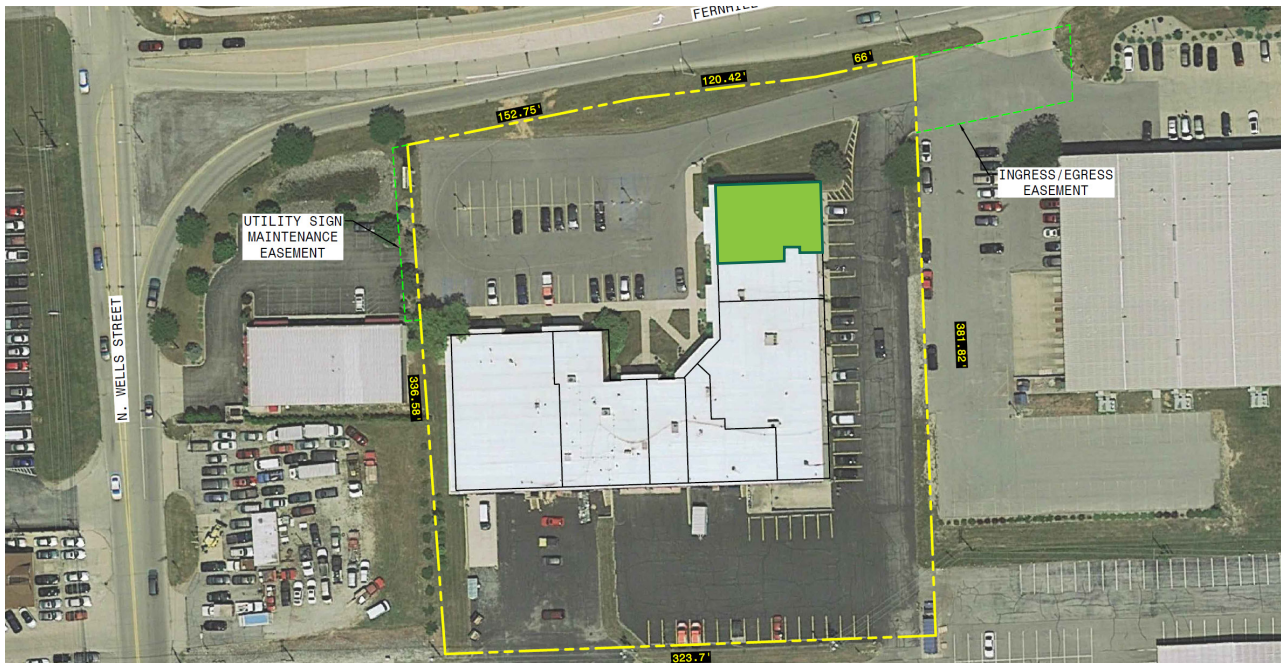 FERNHILL
66'
120.42'
152.75'
INGRESS/EGRESS
EASEMENT
UTILITY SIGN
MAINTENANCE
EASEMENT
N. WELLS STREET
381.82'
336.58'
323.7'